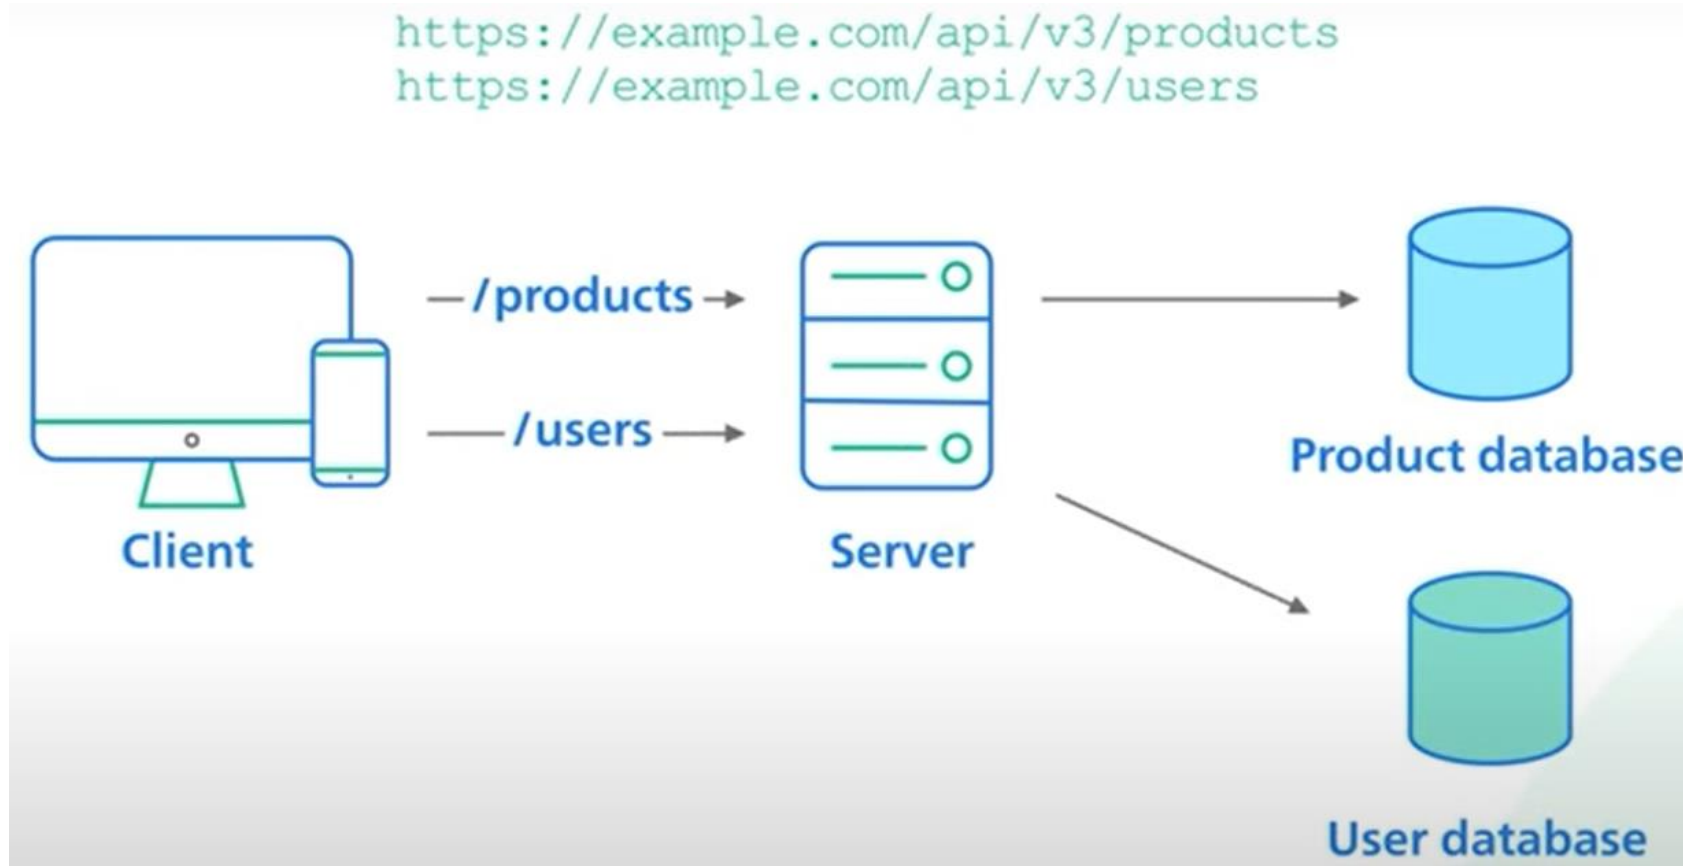 https://example.com/api/v3/products
https://example.com/api/v3/users
/products
/users
Client
Server
Product database
User database